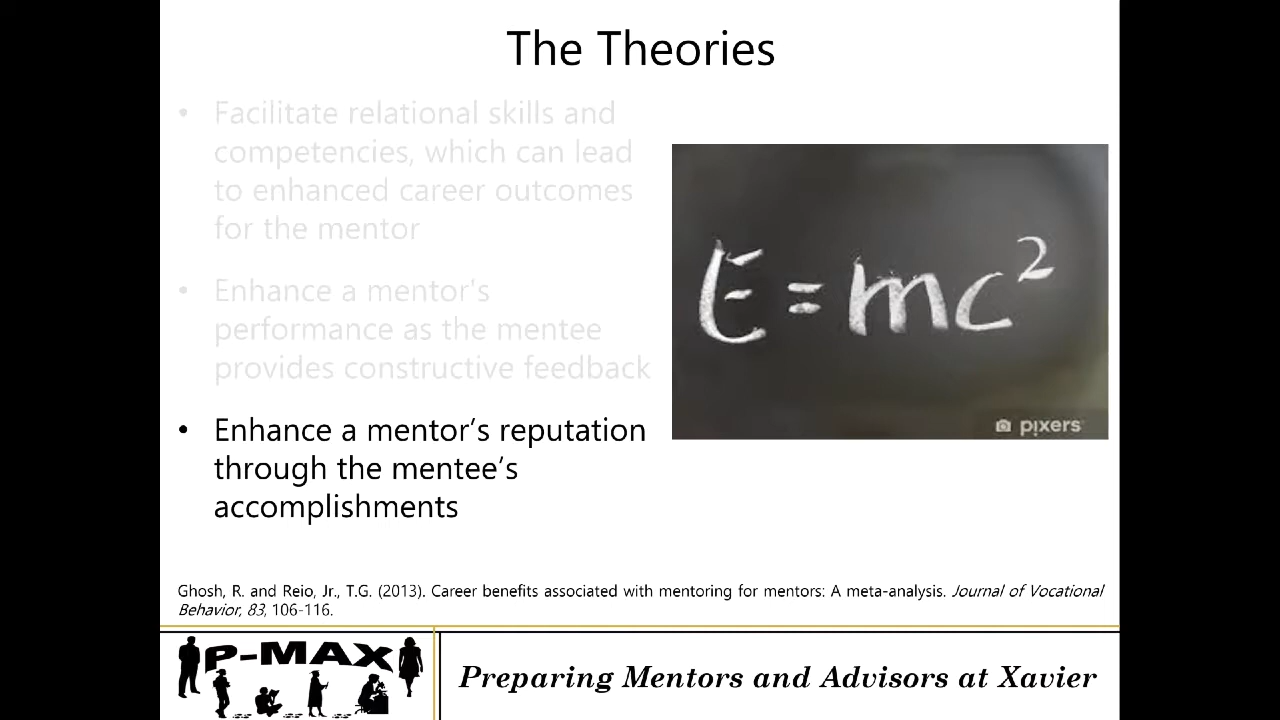 The Theories
• Facilitate relational skills and
competencies, which can lead
to enhanced career outcomes
for the mentor
• Enhance a mentor's
performance as the mentee
provides constructive feedback
• Enhance a mentor's reputation
through the mentee's
accomplishments
E = mc²
pixers
Ghosh, R. and Reio, Jr., T.G. (2013). Career benefits associated with mentoring for mentors: A meta-analysis. Journal of Vocational
Behavior, 83, 106-116.
P-MAX
Preparing Mentors and Advisors at Xavier